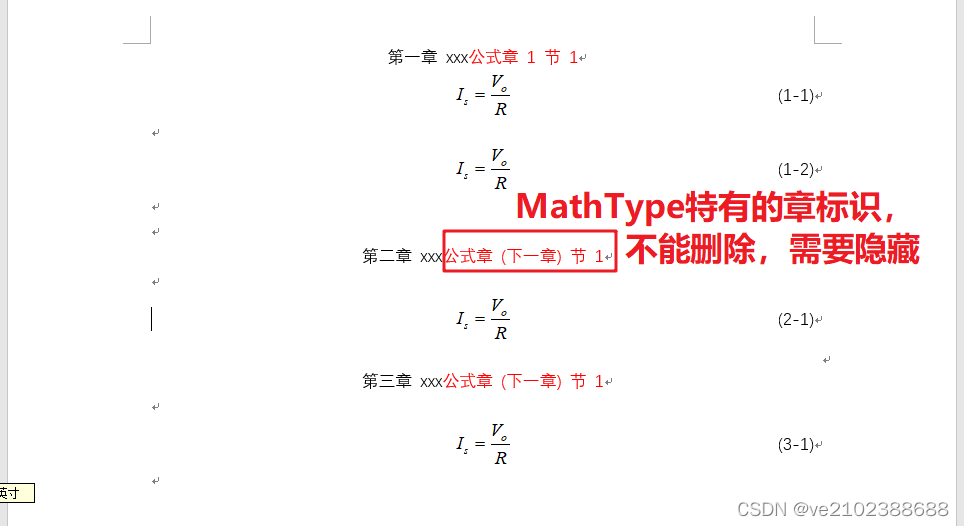 第一章 xxx公式章 1 节 1
I_s = V_o / R (1-1)
I_s = V_o / R (1-2)
MathType特有的章标识，
不能删除，需要隐藏
第二章 xxx公式章 (下一章) 节 1
I_s = V_o / R (2-1)
第三章 xxx公式章 (下一章) 节 1
I_s = V_o / R (3-1)
英寸
CSDN @ve2102388688